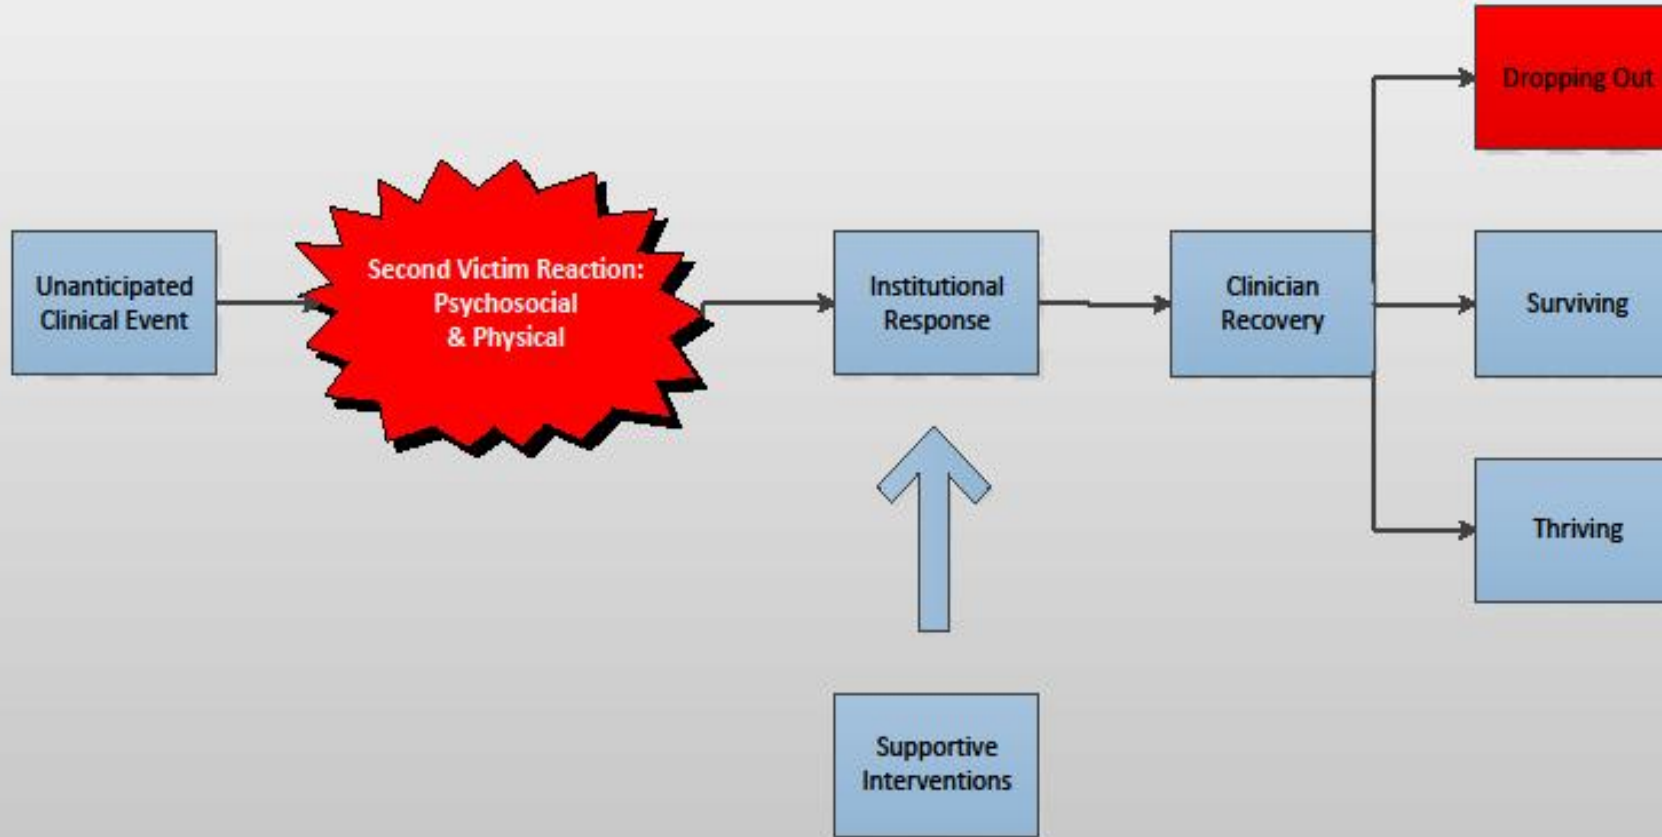 Dropping Out
Unanticipated
Clinical Event
Second Victim Reaction:
Psychosocial
& Physical
Institutional
Response
Clinician
Recovery
Surviving
Thriving
Supportive
Interventions